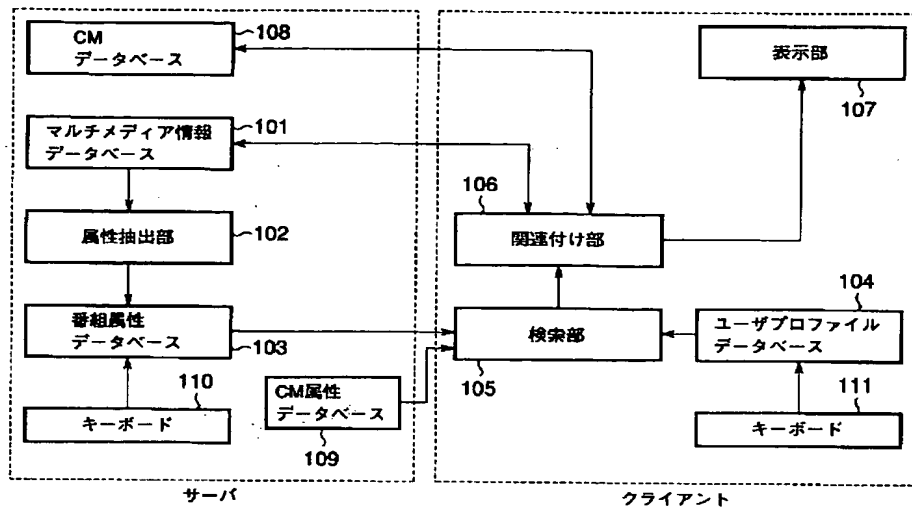 CM
データベース
108
マルチメディア情報
データベース
101
属性抽出部
102
番組属性
データベース
103
110
キーボード
CM属性
データベース
109
サーバ
表示部
107
106
関連付け部
検索部
105
104
ユーザプロファイル
データベース
111
キーボード
クライアント